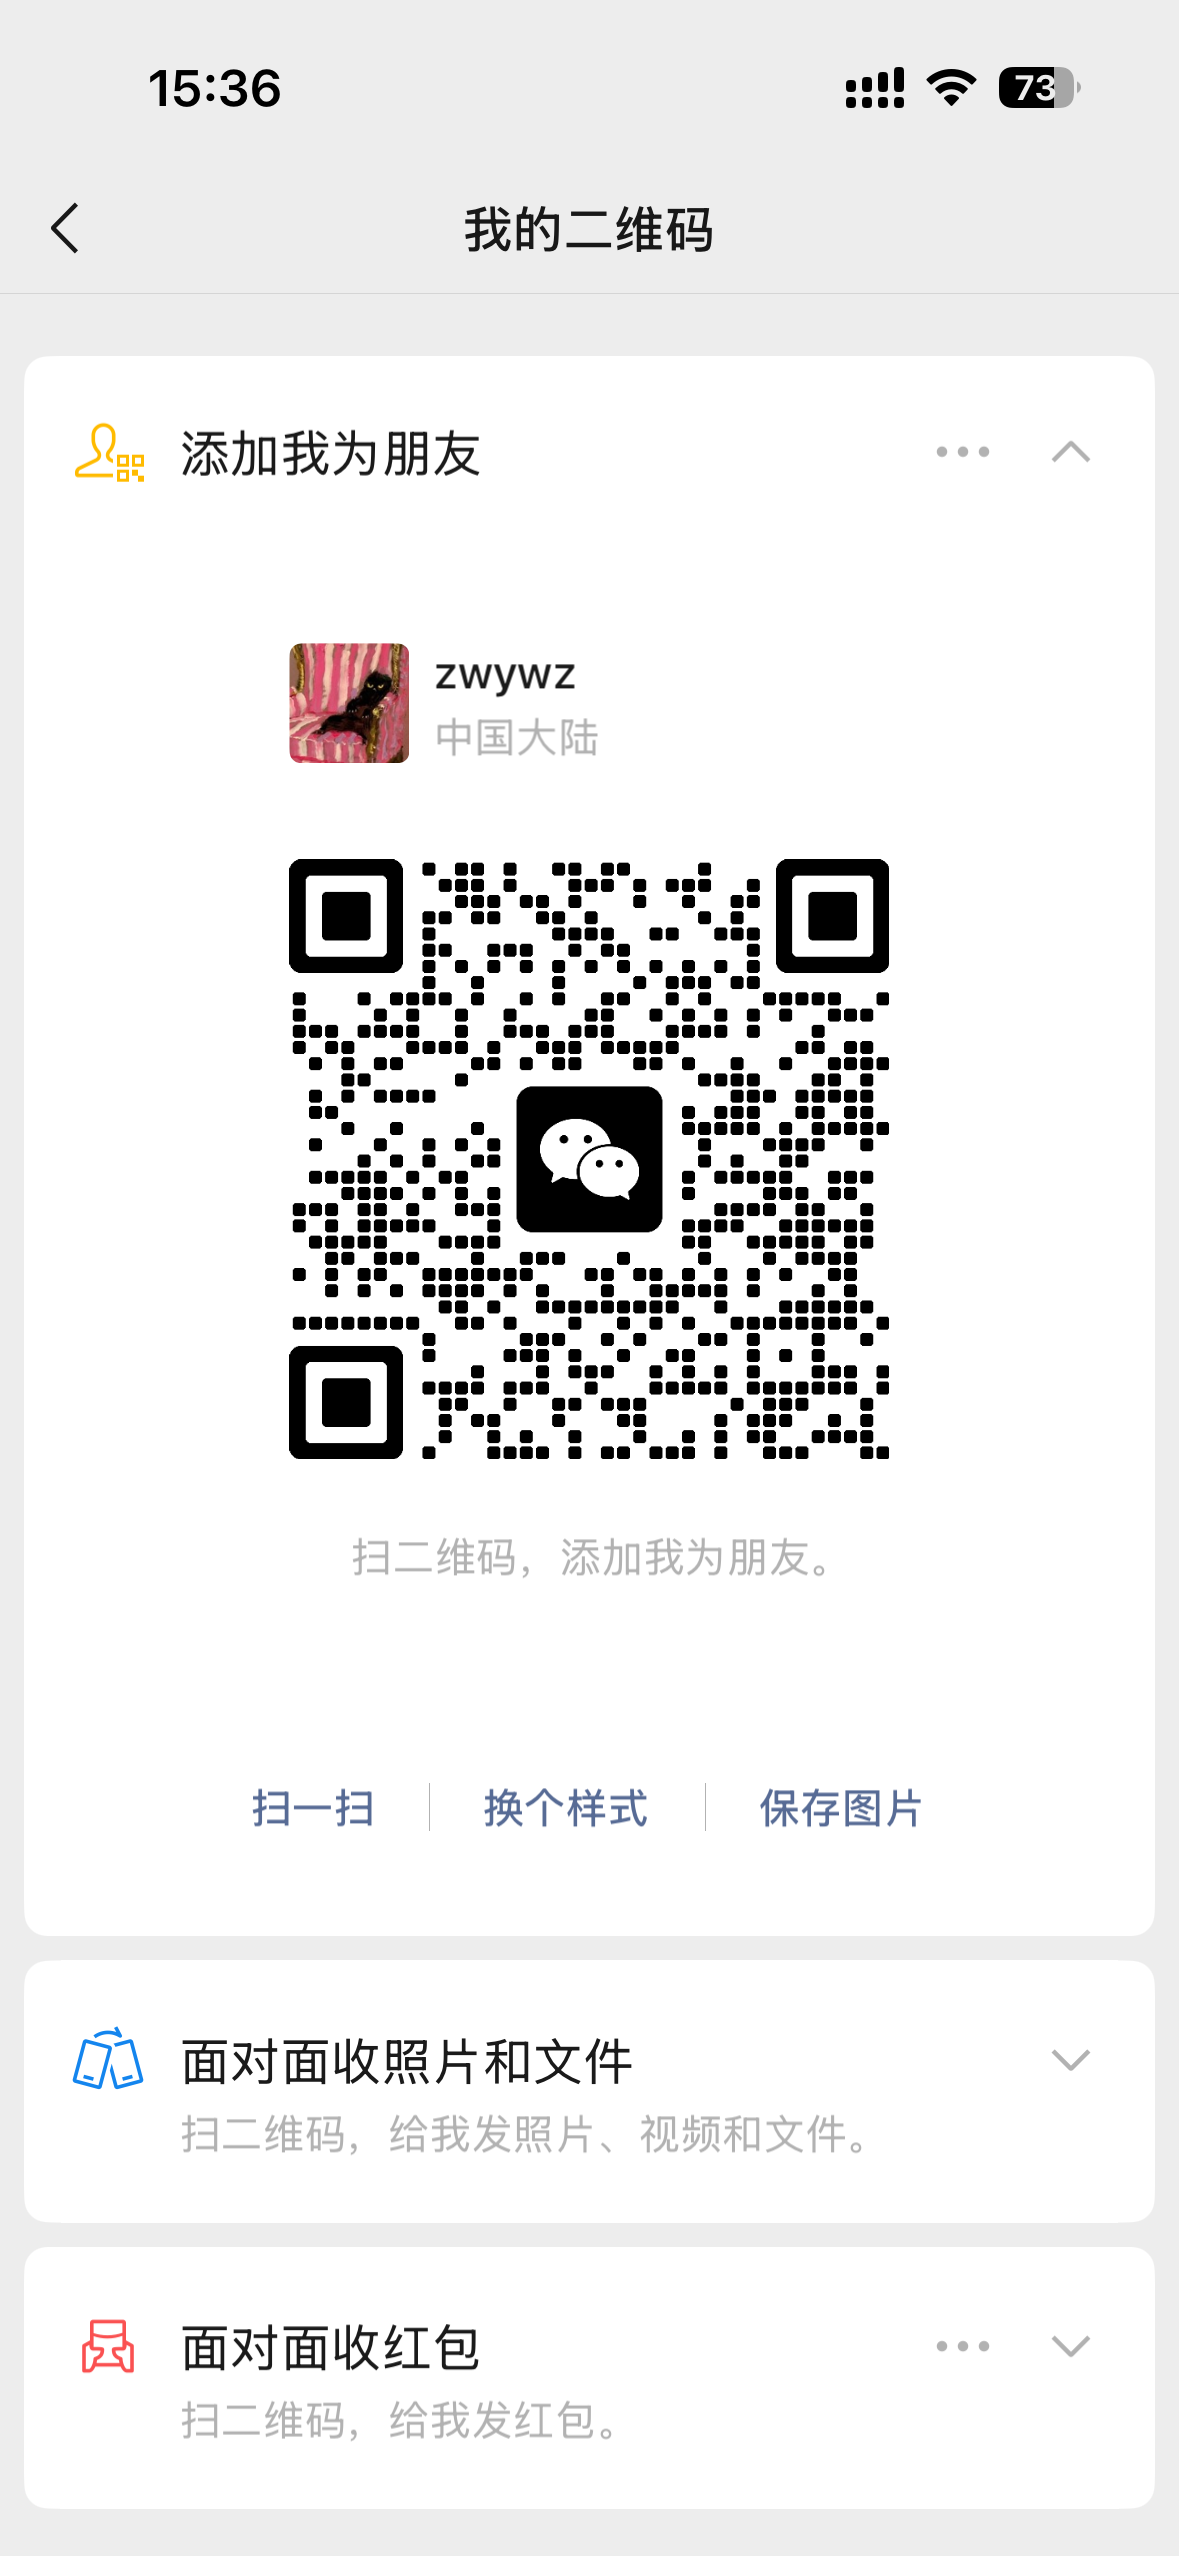 15:36
73
我的二维码
添加我为朋友
zwywz
中国大陆
扫二维码，添加我为朋友。
扫一扫
换个样式
保存图片
面对面收照片和文件
扫二维码，给我发照片、视频和文件。
面对面收红包
扫二维码，给我发红包。